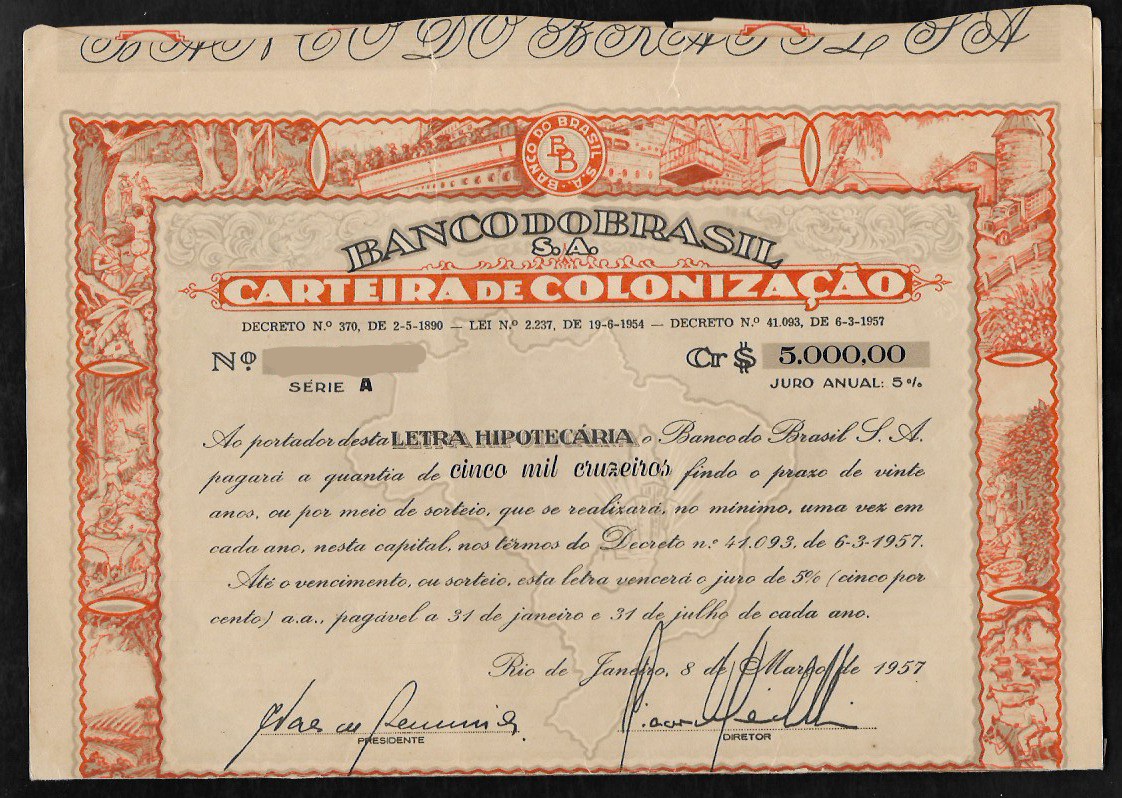 BANCO DO BRASIL S A
BANCO DO BRASIL S.A.
BB
BANCO DO BRASIL
S.A.
CARTEIRA DE COLONIZAÇÃO
DECRETO N.º 370, DE 2-5-1890 — LEI N.º 2.237, DE 19-6-1954 — DECRETO N.º 41.093, DE 6-3-1957
Nº
Cr $ 5.000,00
SÉRIE A
JURO ANUAL: 5%
Ao portador desta LETRA HIPOTECÁRIA o Banco do Brasil S. A.
pagará a quantia de cinco mil cruzeiros findo o prazo de vinte
anos, ou por meio de sorteio, que se realizará, no mínimo, uma vez em
cada ano, nesta capital, nos têrmos do Decreto n.º 41.093, de 6-3-1957.
Até o vencimento, ou sorteio, esta letra vencerá o juro de 5% (cinco por
cento) a.a., pagável a 31 de janeiro e 31 de julho de cada ano.
Rio de Janeiro, 8 de Março de 1957
PRESIDENTE
DIRETOR